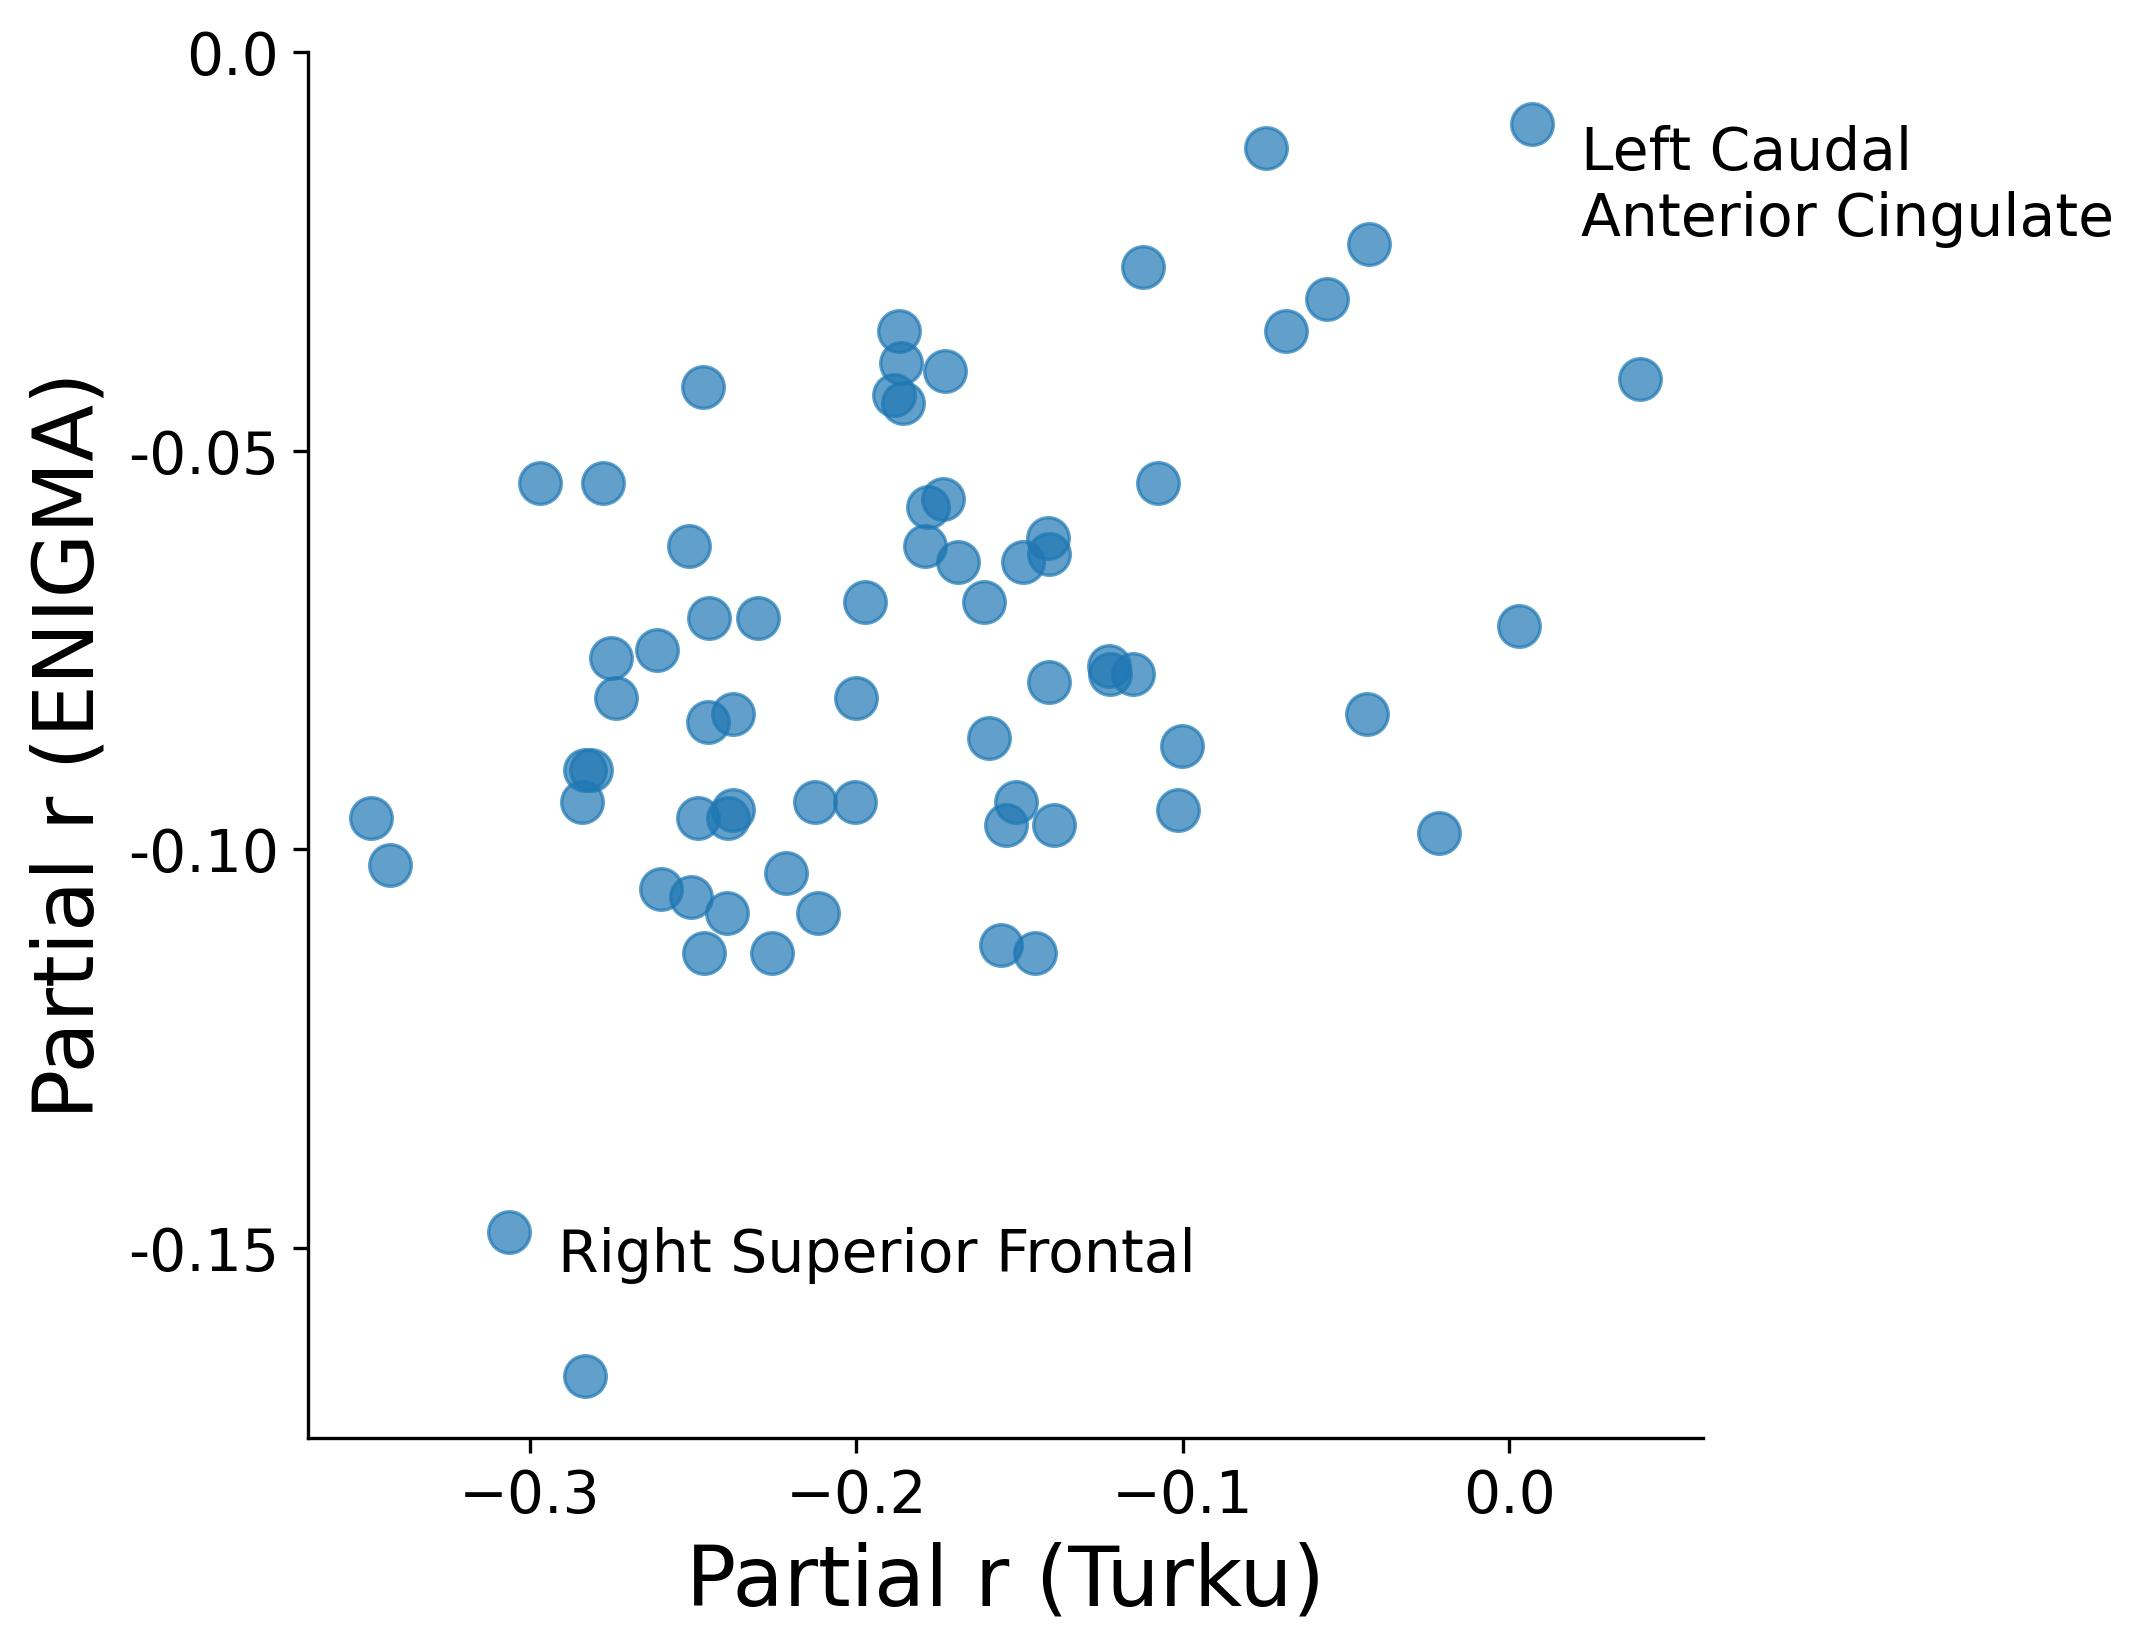 0.0
-0.05
-0.10
-0.15
Partial r (ENIGMA)
Left Caudal
Anterior Cingulate
Right Superior Frontal
−0.3
−0.2
−0.1
0.0
Partial r (Turku)